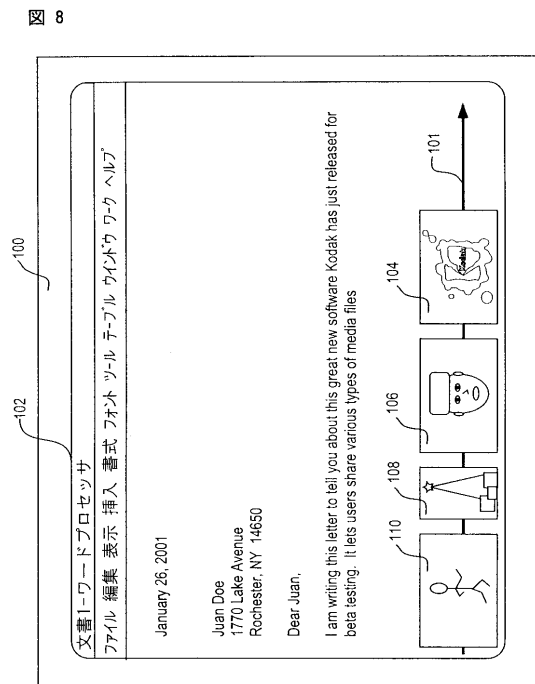 図 8
100
102
文書1-ワードプロセッサ
ファイル 編集 表示 挿入 書式 フォント ツール テーブル ウインドウ ワーク ヘルプ
January 26, 2001
Juan Doe
1770 Lake Avenue
Rochester, NY 14650
Dear Juan,
I am writing this letter to tell you about this great new software Kodak has just released for
beta testing. It lets users share various types of media files
110
108
106
104
101
Kodak